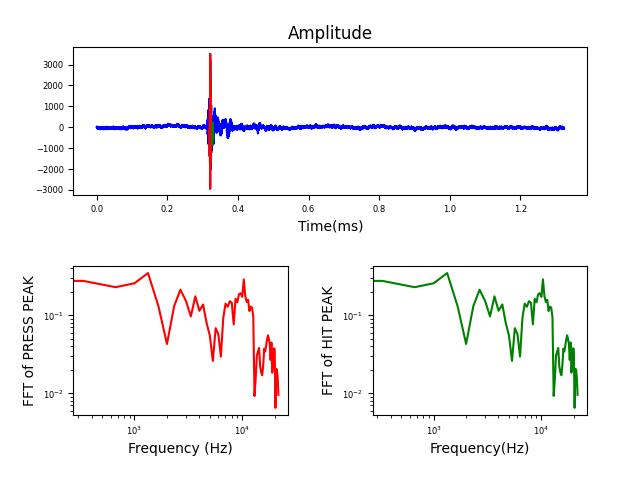 Amplitude
3000
2000
1000
0
−1000
−2000
−3000
0.0 0.2 0.4 0.6 0.8 1.0 1.2
Time(ms)
FFT of PRESS PEAK
10⁻¹
10⁻²
10³ 10⁴
Frequency (Hz)
FFT of HIT PEAK
10⁻¹
10⁻²
10³ 10⁴
Frequency(Hz)